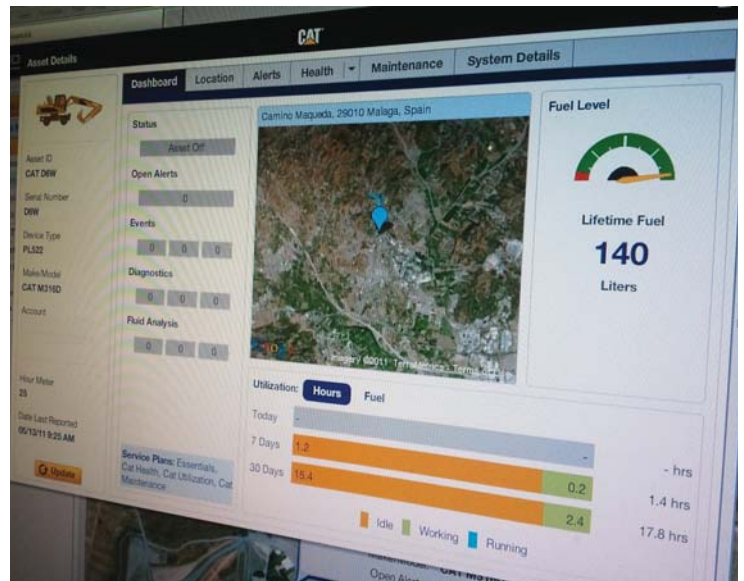 CAT
Asset Details
Dashboard
Location
Alerts
Health
Maintenance
System Details
Asset ID
CAT D6W
Serial Number
D6W
Device Type
PL522
Make/Model
CAT M316D
Account
Hour Meter
25
Date Last Reported
05/13/11 9:25 AM
Update
Status
Asset Off
Open Alerts
0
Events
0 0 0
Diagnostics
0 0 0
Fluid Analysis
0 0 0
Service Plans: Essentials,
Cat Health, Cat Utilization, Cat
Maintenance
Camino Maqueda, 29010 Malaga, Spain
Imagery ©2011 TerraMetrics - Terms
Fuel Level
Lifetime Fuel
140
Liters
Utilization: Hours Fuel
Today - - - hrs
7 Days 1.2 0.2 1.4 hrs
30 Days 15.4 2.4 17.8 hrs
Idle Working Running
Open